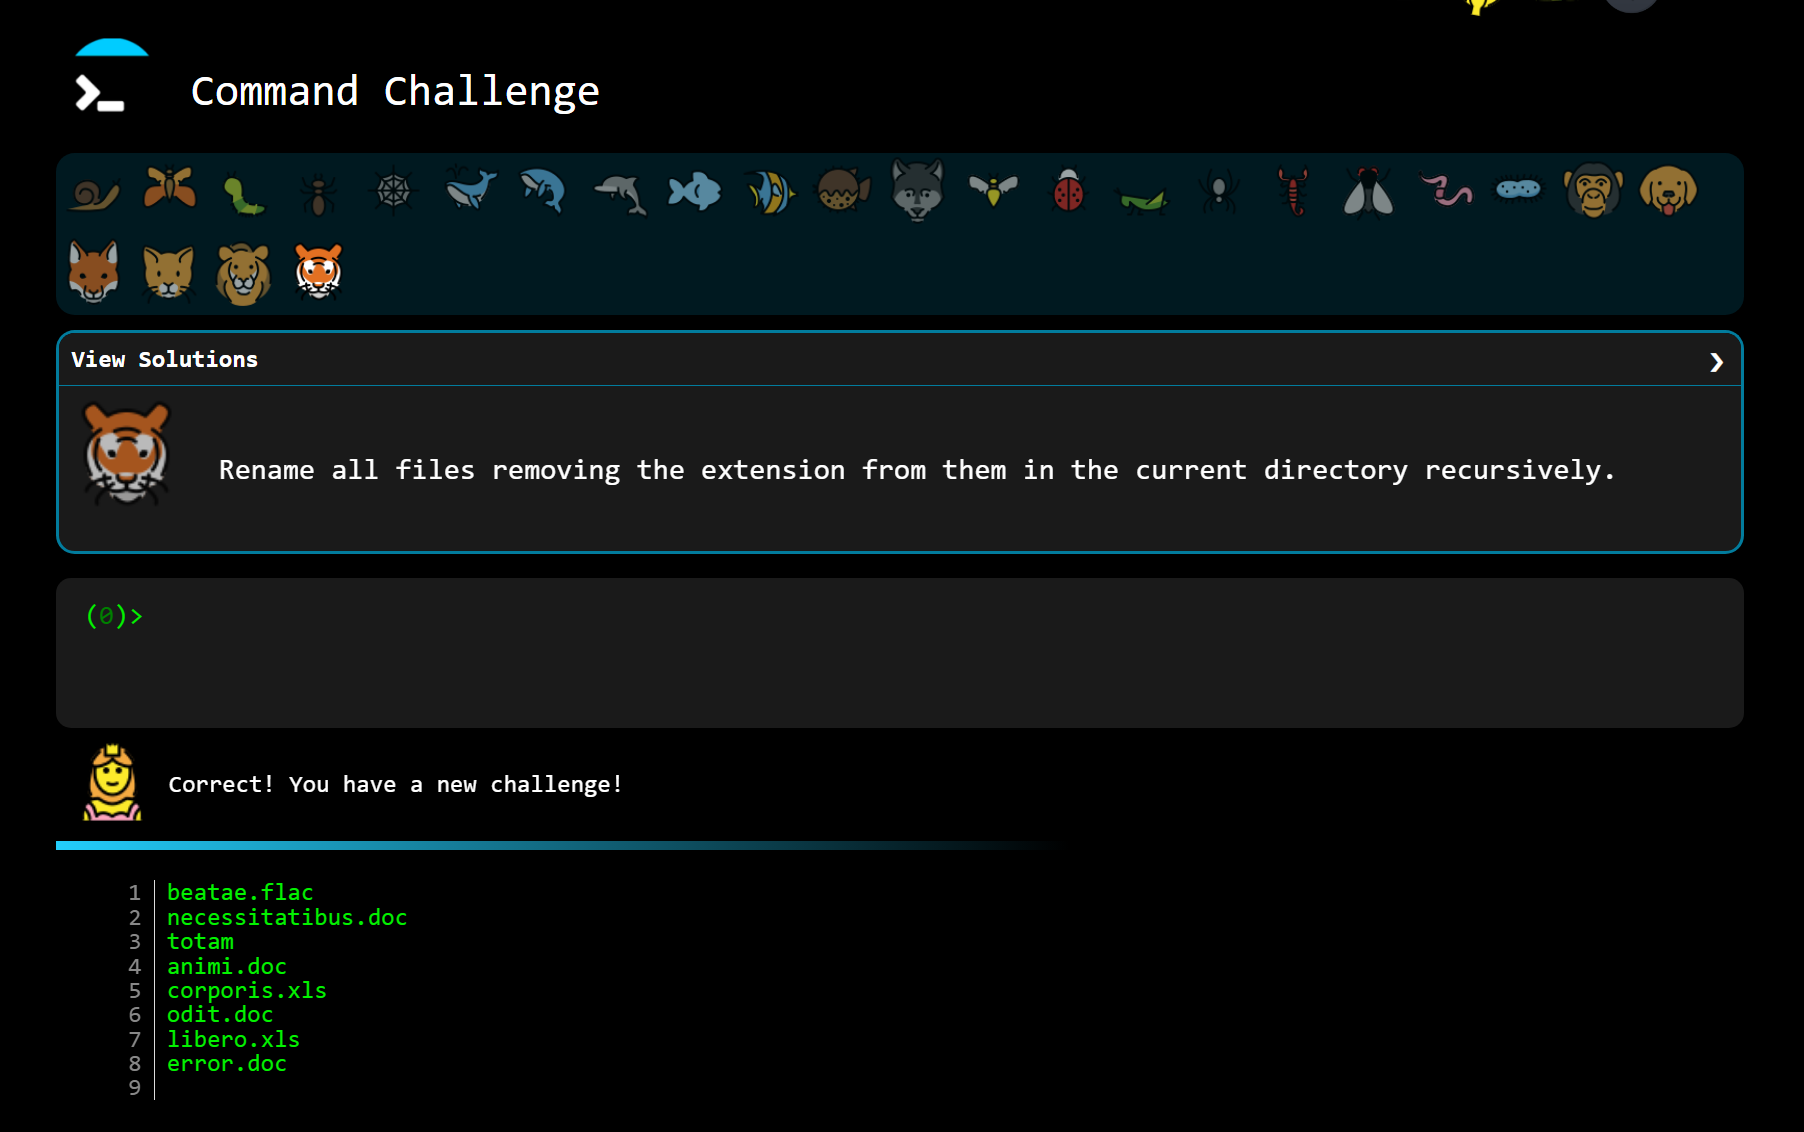 Command Challenge
View Solutions
Rename all files removing the extension from them in the current directory recursively.
(0)>
Correct! You have a new challenge!
1 beatae.flac
2 necessitatibus.doc
3 totam
4 animi.doc
5 corporis.xls
6 odit.doc
7 libero.xls
8 error.doc
9